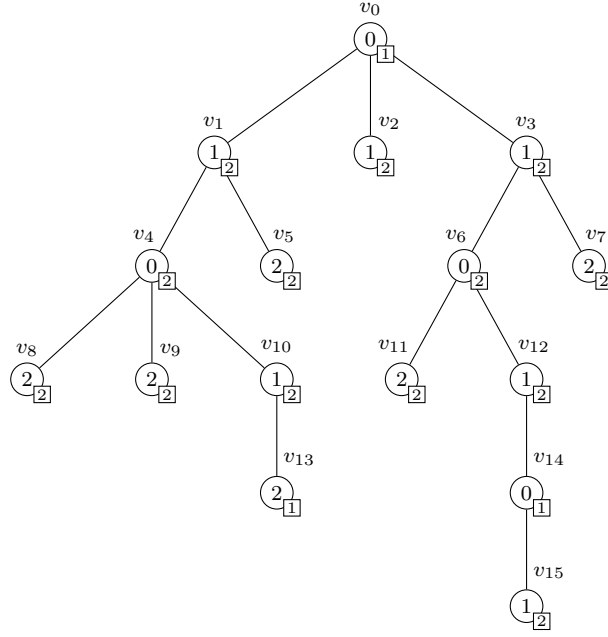 v₀
0 1
v₁ v₂ v₃
1 2 1 2 1 2
v₄ v₅ v₆ v₇
0 2 2 2 0 2 2 2
v₈ v₉ v₁₀ v₁₁ v₁₂
2 2 2 2 1 2 2 2 1 2
v₁₃ v₁₄
2 1 0 1
v₁₅
1 2